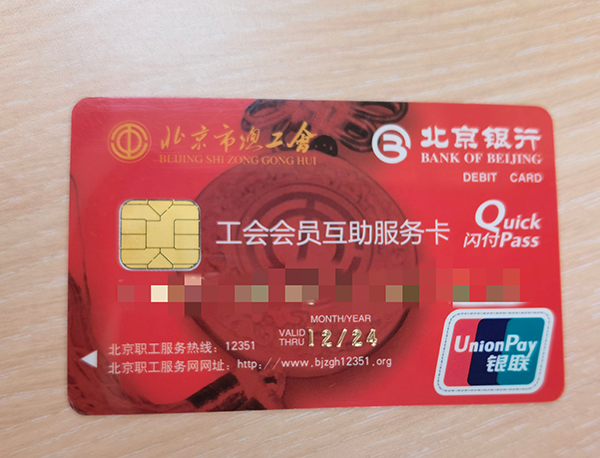 北京市总工会
BEIJING SHI ZONG GONG HUI
北京银行
BANK OF BEIJING
DEBIT CARD
工会会员互助服务卡
Quick
闪付Pass
MONTH/YEAR
VALID THRU 12/24
北京职工服务热线：12351
北京职工服务网网址：http://www.bjzgh12351.org
UnionPay
银联